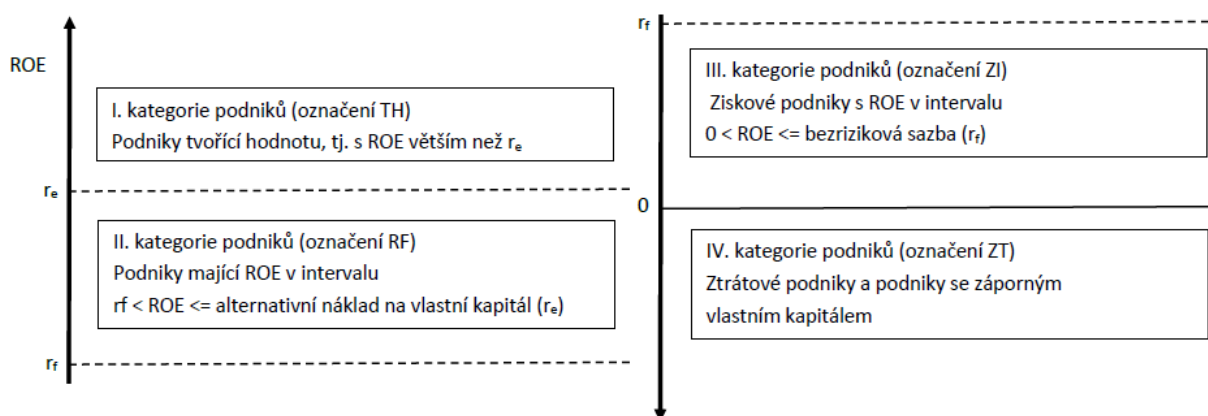 ROE
I. kategorie podniků (označení TH)
Podniky tvořící hodnotu, tj. s ROE větším než rₑ
rₑ
II. kategorie podniků (označení RF)
Podniky mající ROE v intervalu
rf < ROE <= alternativní náklad na vlastní kapitál (rₑ)
r_f
r_f
III. kategorie podniků (označení ZI)
Ziskové podniky s ROE v intervalu
0 < ROE <= bezriziková sazba (r_f)
0
IV. kategorie podniků (označení ZT)
Ztrátové podniky a podniky se záporným
vlastním kapitálem